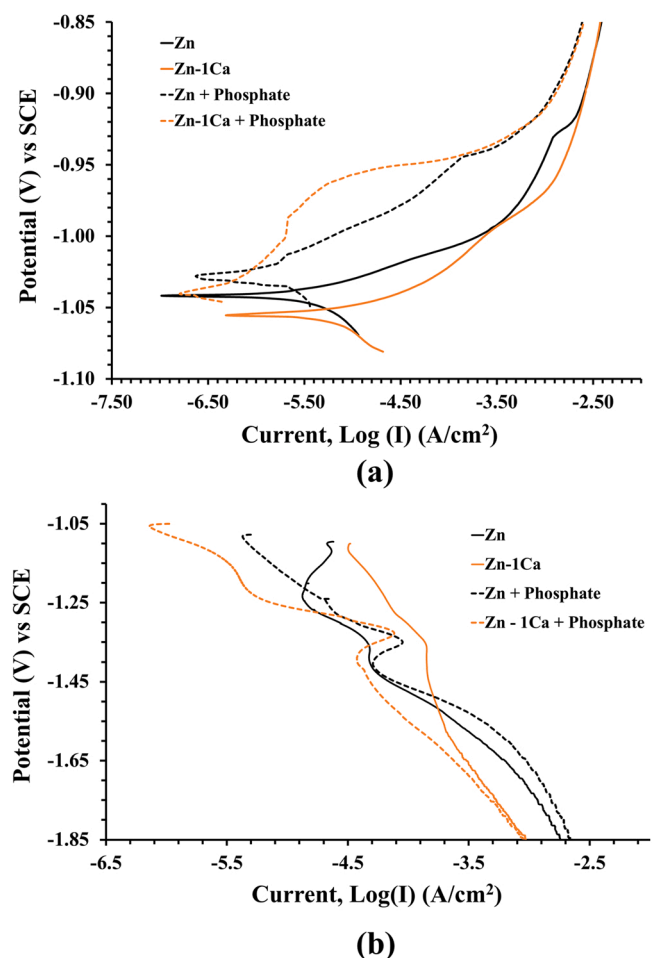 -0.85
-0.90
-0.95
-1.00
-1.05
-1.10
Potential (V) vs SCE
Zn
Zn-1Ca
Zn + Phosphate
Zn-1Ca + Phosphate
-7.50
-6.50
-5.50
-4.50
-3.50
-2.50
Current, Log (I) (A/cm²)
(a)
-1.05
-1.25
-1.45
-1.65
-1.85
Potential (V) vs SCE
Zn
Zn-1Ca
Zn + Phosphate
Zn - 1Ca + Phosphate
-6.5
-5.5
-4.5
-3.5
-2.5
Current, Log(I) (A/cm²)
(b)